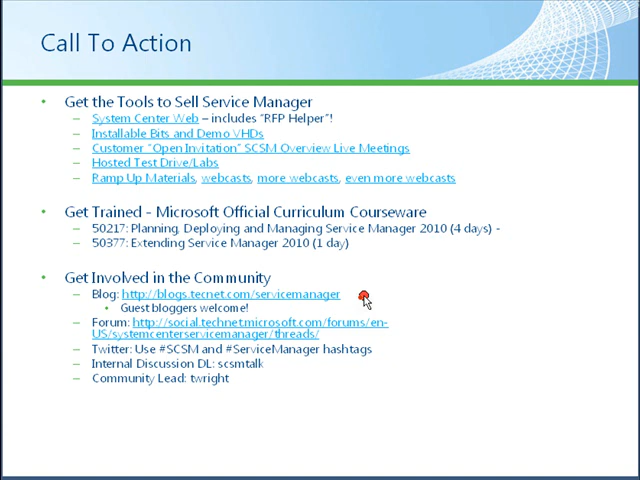 Call To Action
• Get the Tools to Sell Service Manager
– System Center Web – includes "RFP Helper"!
– Installable Bits and Demo VHDs
– Customer "Open Invitation" SCSM Overview Live Meetings
– Hosted Test Drive/Labs
– Ramp Up Materials, webcasts, more webcasts, even more webcasts
• Get Trained - Microsoft Official Curriculum Courseware
– 50217: Planning, Deploying and Managing Service Manager 2010 (4 days) -
– 50377: Extending Service Manager 2010 (1 day)
• Get Involved in the Community
– Blog: http://blogs.tecnet.com/servicemanager
• Guest bloggers welcome!
– Forum: http://social.technet.microsoft.com/forums/en-
US/systemcenterservicemanager/threads/
– Twitter: Use #SCSM and #ServiceManager hashtags
– Internal Discussion DL: scsmtalk
– Community Lead: twright